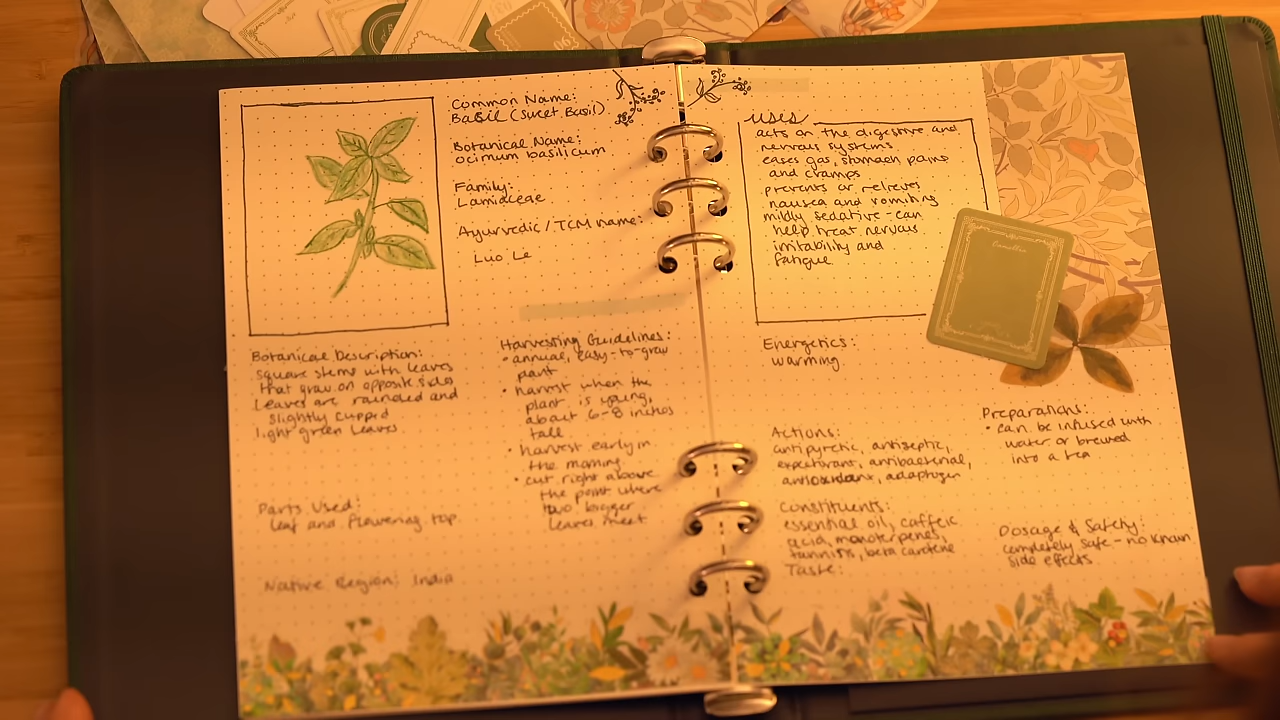 Common Name:
Basil (Sweet Basil)
Botanical Name:
ocimum basilicum
Family:
Lamiaceae
Ayurvedic / TCM name:
Luo Le
Botanical Description:
square stems with leaves
that grow on opposite sides
leaves are rounded and
slightly cupped
light green leaves
Parts Used:
leaf and flowering top
Native Region: India
Harvesting Guidelines:
• annual, easy-to-grow
plant
• harvest when the
plant is young,
about 6-8 inches
tall
• harvest early in
the morning
• cut right above
the point where
two bigger
leaves meet
uses
acts on the digestive and
nervous systems
eases gas, stomach pains
and cramps
prevents or relieves
nausea and vomiting
mildly sedative - can
help treat nervous
irritability and
fatigue
Energetics:
warming
Actions:
antipyretic, antiseptic,
expectorant, antibacterial,
antioxidant, adaptogen
Constituents:
essential oil, caffeic
acid, monoterpenes,
tannins, beta carotene
Taste:
Preparations:
• can be infused with
water or brewed
into a tea
Dosage & Safety:
completely safe - no known
side effects